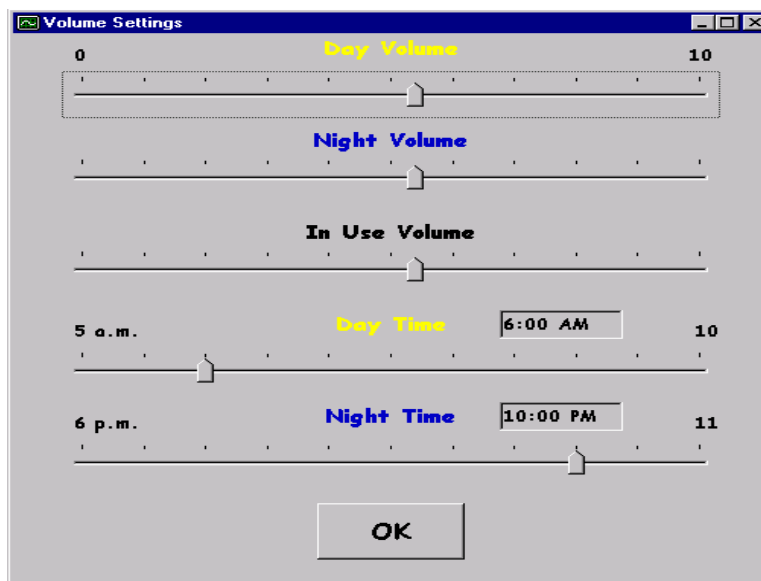 Volume Settings
0 Day Volume 10
Night Volume
In Use Volume
5 a.m. Day Time 6:00 AM 10
6 p.m. Night Time 10:00 PM 11
OK